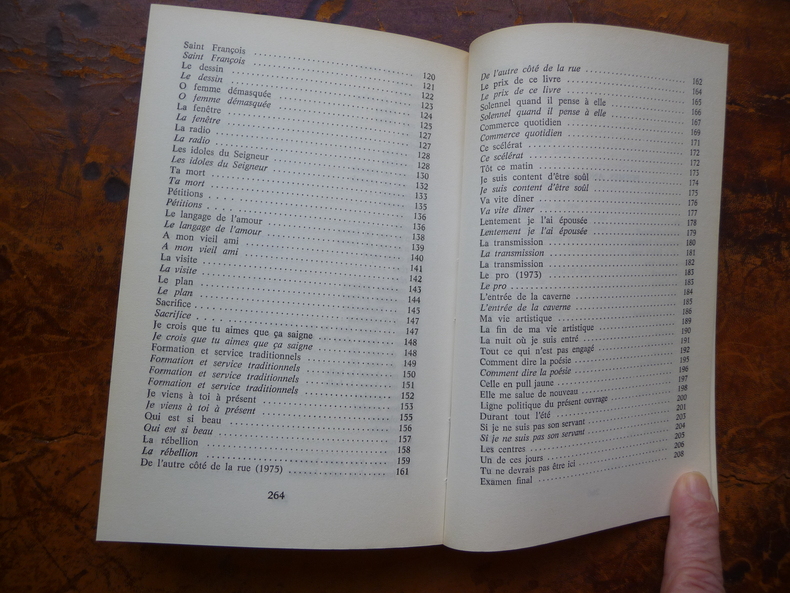 Saint François 120
Saint François 121
Le dessin 122
Le dessin 123
O femme démasquée 124
O femme démasquée 125
La fenêtre 127
La fenêtre 127
La radio 128
La radio 128
Les idoles du Seigneur 130
Les idoles du Seigneur 132
Ta mort 133
Ta mort 135
Pétitions 136
Pétitions 136
Le langage de l'amour 138
Le langage de l'amour 139
A mon vieil ami 140
A mon vieil ami 141
La visite 142
La visite 143
Le plan 144
Le plan 145
Sacrifice 147
Sacrifice 147
Je crois que tu aimes que ça saigne 148
Je crois que tu aimes que ça saigne 148
Formation et service traditionnels 149
Formation et service traditionnels 150
Formation et service traditionnels 151
Formation et service traditionnels 152
Je viens à toi à présent 153
Je viens à toi à présent 155
Qui est si beau 156
Qui est si beau 157
La rébellion 158
La rébellion 159
De l'autre côté de la rue (1975) 161
264
De l'autre côté de la rue 162
Le prix de ce livre 164
Le prix de ce livre 165
Solennel quand il pense à elle 166
Solennel quand il pense à elle 167
Commerce quotidien 169
Commerce quotidien 171
Ce scélérat 172
Ce scélérat 172
Tôt ce matin 173
Je suis content d'être soûl 174
Je suis content d'être soûl 175
Va vite dîner 176
Va vite dîner 177
Lentement je l'ai épousée 178
Lentement je l'ai épousée 179
La transmission 180
La transmission 181
La transmission 182
Le pro (1973) 183
Le pro 183
L'entrée de la caverne 184
L'entrée de la caverne 185
Ma vie artistique 186
La fin de ma vie artistique 189
La nuit où je suis entré 190
Tout ce qui n'est pas engagé 191
Comment dire la poésie 192
Comment dire la poésie 195
Celle en pull jaune 196
Elle me salue de nouveau 197
Ligne politique du présent ouvrage 198
Durant tout l'été 200
Si je ne suis pas son servant 201
Si je ne suis pas son servant 203
Les centres 204
Un de ces jours 205
Tu ne devrais pas être ici 206
Examen final 208